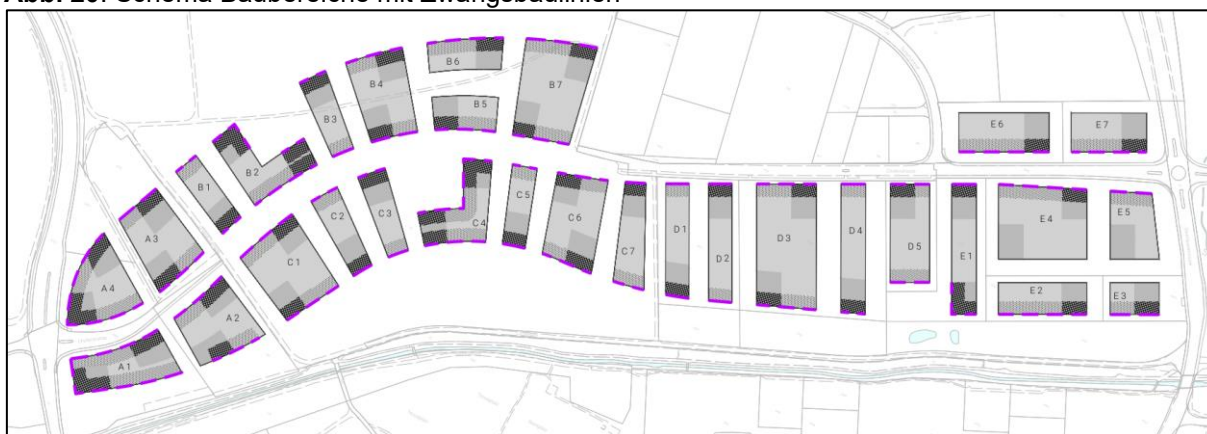 Abb. 20: Schema Baubereiche mit Zwangsbaulinien
B6
B4
B7
B3
B5
E6
E7
B2
B1
C5
C4
C3
C2
C6
A3
C7
D1
D2
D3
D4
D5
E1
E4
E5
C1
A4
E2
E3
A2
A1